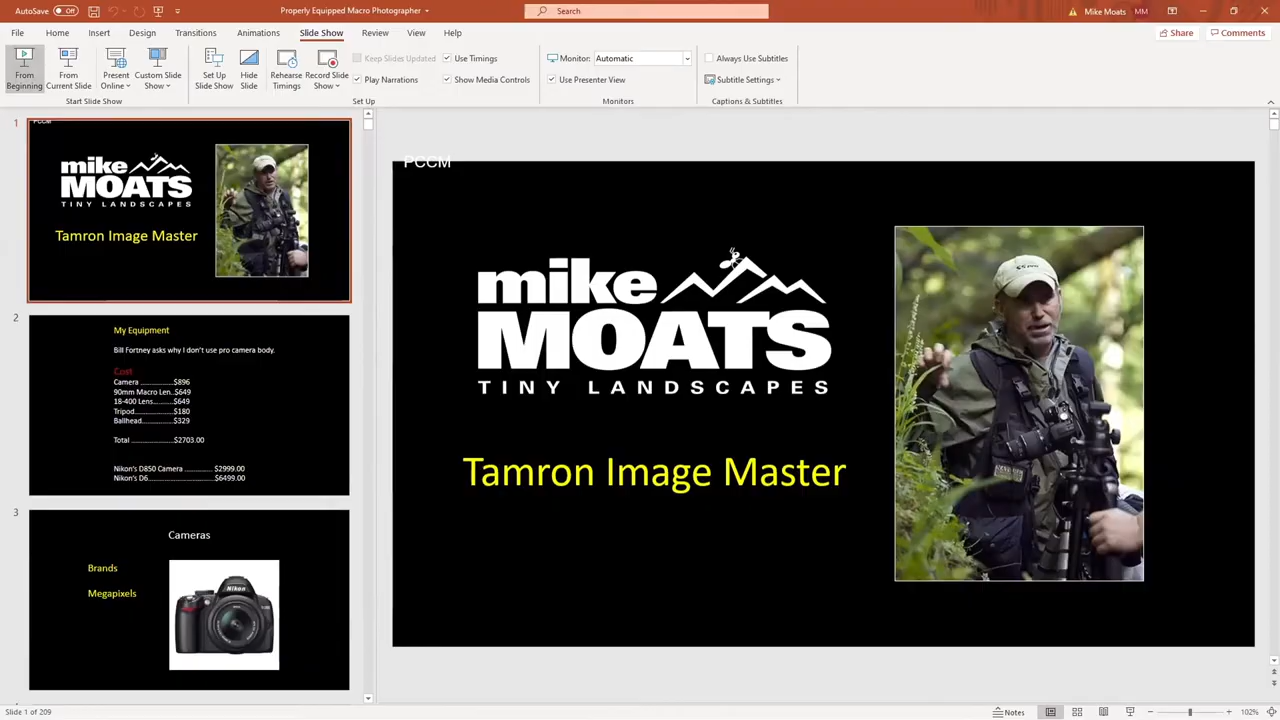 AutoSave Off
Properly Equipped Macro Photographer
Search
Mike Moats
MM
File Home Insert Design Transitions Animations Slide Show Review View Help
Share
Comments
From Beginning
From Current Slide
Present Online
Custom Slide Show
Set Up Slide Show
Hide Slide
Rehearse Timings
Record Slide Show
Keep Slides Updated
Play Narrations
Use Timings
Show Media Controls
Monitor: Automatic
Use Presenter View
Always Use Subtitles
Subtitle Settings
Start Slide Show
Set Up
Monitors
Captions & Subtitles
1
PCCM
mike
MOATS
TINY LANDSCAPES
Tamron Image Master
2
My Equipment
Bill Fortney asks why I don't use pro camera body.
Cost
Camera ...............$896
90mm Macro Len..$649
18-400 Lens.........$649
Tripod..................$180
Ballhead...............$329
Total ...................$2703.00
Nikon's D850 Camera ............ $2999.00
Nikon's D6............................$6499.00
3
Cameras
Brands
Megapixels
Nikon
PCCM
mike
MOATS
TINY LANDSCAPES
Tamron Image Master
Slide 1 of 209
Notes
102%